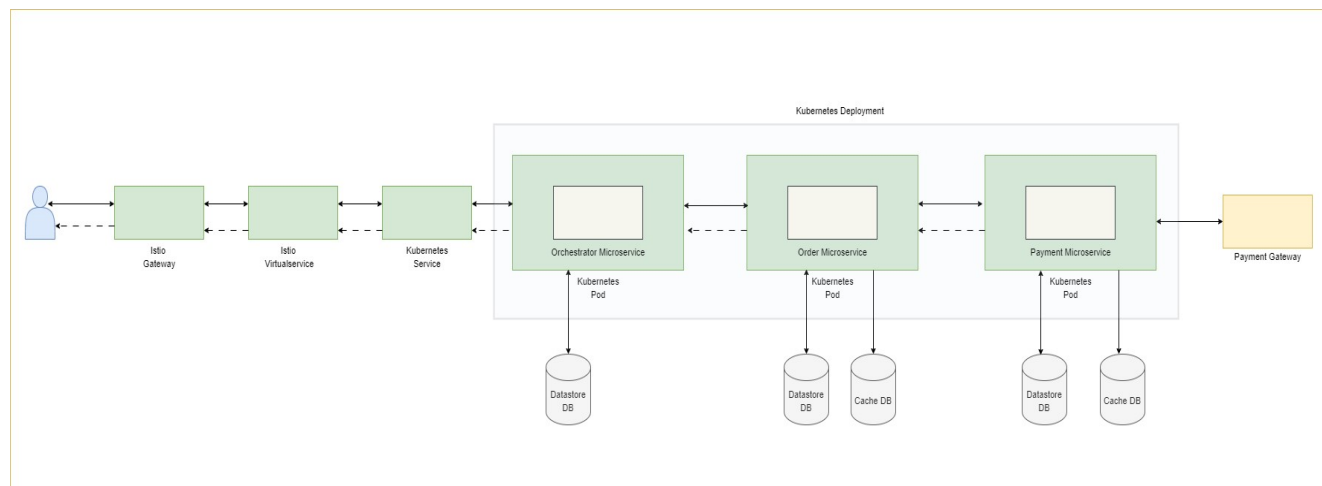 Kubernetes Deployment
Istio
Gateway
Istio
Virtualservice
Kubernetes
Service
Orchestrator Microservice
Order Microservice
Payment Microservice
Payment Gateway
Kubernetes
Pod
Kubernetes
Pod
Kubernetes
Pod
Datastore
DB
Datastore
DB
Cache DB
Datastore
DB
Cache DB